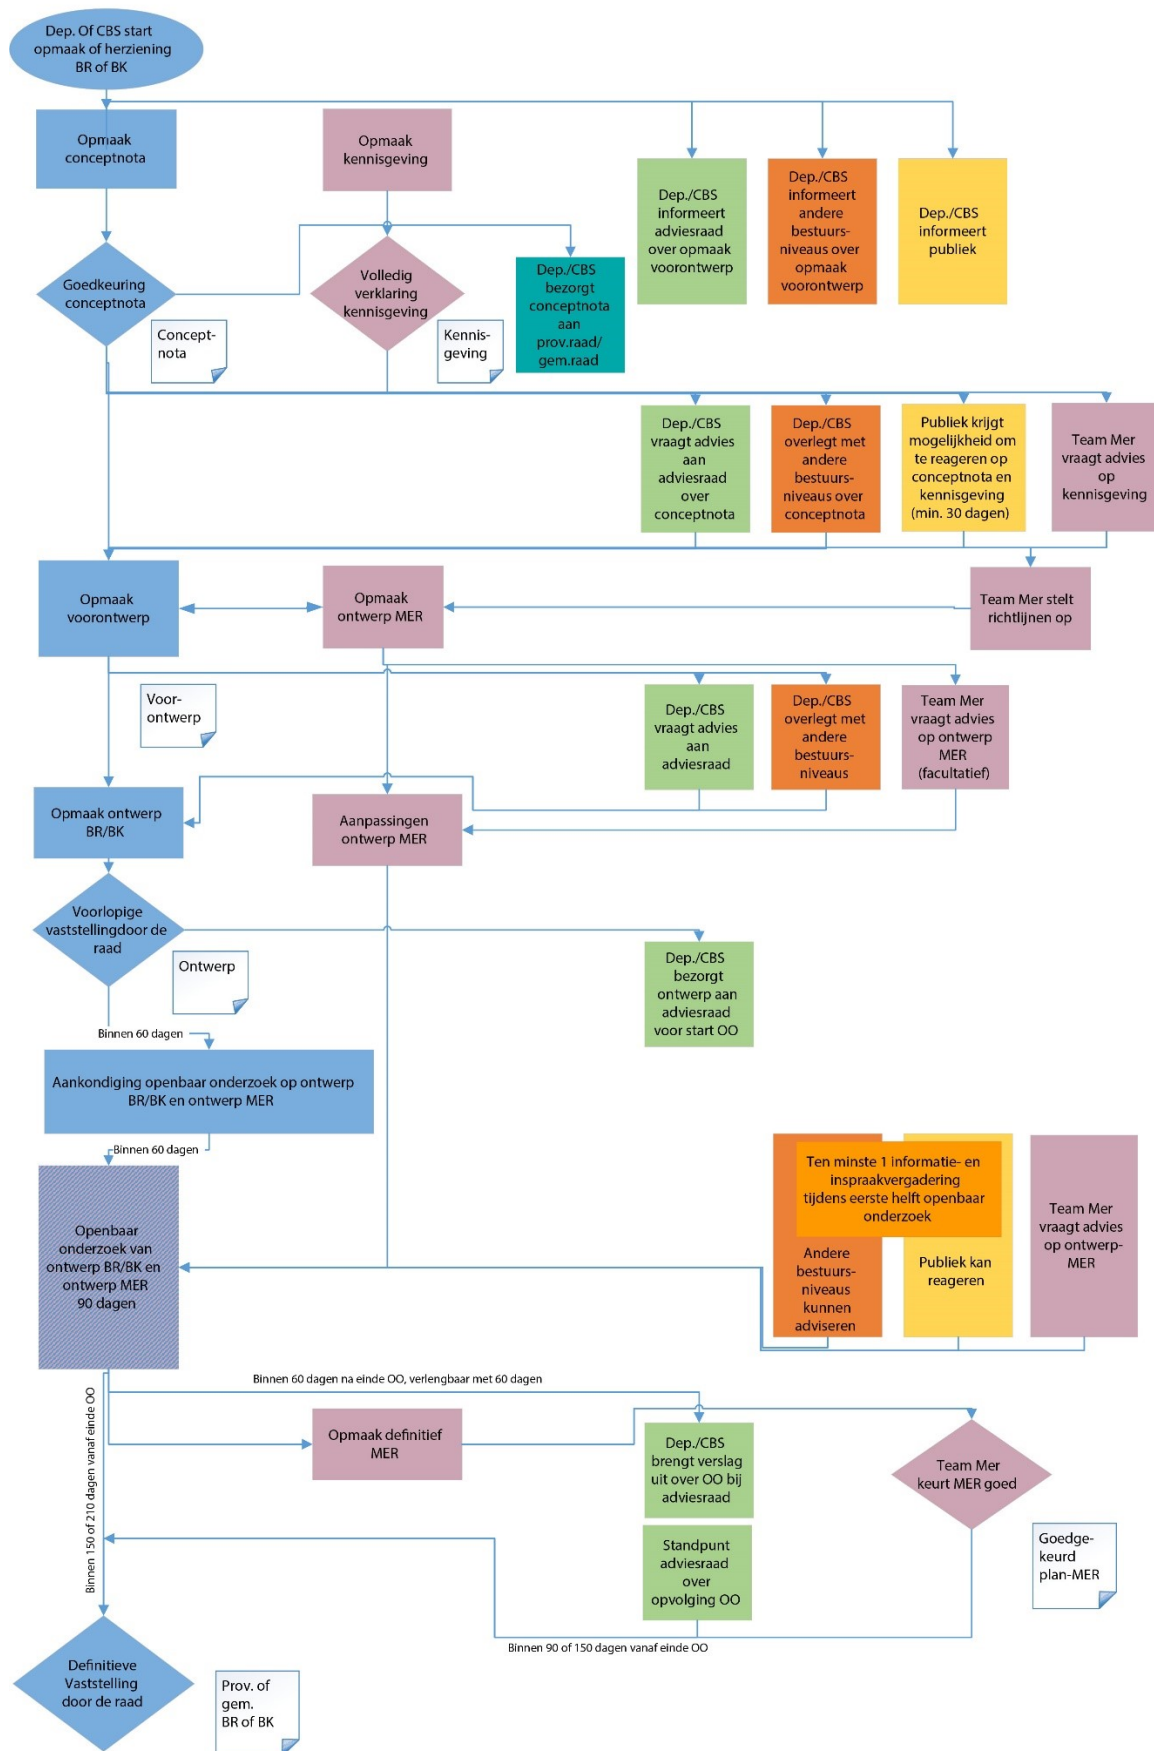 Dep. Of CBS start
opmaak of herziening
BR of BK
Opmaak
conceptnota
Opmaak
kennisgeving
Dep./CBS
informeert
adviesraad
over opmaak
voorontwerp
Dep./CBS
informeert
andere
bestuurs-
niveaus over
opmaak
voorontwerp
Dep./CBS
informeert
publiek
Goedkeuring
conceptnota
Volledig
verklaring
kennisgeving
Dep./CBS
bezorgt
conceptnota
aan
prov.raad/
gem.raad
Concept-
nota
Kennis-
geving
Dep./CBS
vraagt advies
aan
adviesraad
over
conceptnota
Dep./CBS
overlegt met
andere
bestuurs-
niveaus over
conceptnota
Publiek krijgt
mogelijkheid om
te reageren op
conceptnota en
kennisgeving
(min. 30 dagen)
Team Mer
vraagt advies
op
kennisgeving
Opmaak
voorontwerp
Opmaak
ontwerp MER
Team Mer stelt
richtlijnen op
Voor-
ontwerp
Dep./CBS
vraagt advies
aan
adviesraad
Dep./CBS
overlegt met
andere
bestuurs-
niveaus
Team Mer
vraagt advies
op ontwerp
MER
(facultatief)
Opmaak ontwerp
BR/BK
Aanpassingen
ontwerp MER
Voorlopige
vaststellingdoor de
raad
Ontwerp
Dep./CBS
bezorgt
ontwerp aan
adviesraad
voor start OO
Binnen 60 dagen
Aankondiging openbaar onderzoek op ontwerp
BR/BK en ontwerp MER
Binnen 60 dagen
Openbaar
onderzoek van
ontwerp BR/BK en
ontwerp MER
90 dagen
Ten minste 1 informatie- en
inspraakvergadering
tijdens eerste helft openbaar
onderzoek
Andere
bestuurs-
niveaus
kunnen
adviseren
Publiek kan
reageren
Team Mer
vraagt advies
op ontwerp-
MER
Binnen 60 dagen na einde OO, verlengbaar met 60 dagen
Binnen 150 of 210 dagen vanaf einde OO
Opmaak definitief
MER
Dep./CBS
brengt verslag
uit over OO bij
adviesraad
Team Mer
keurt MER goed
Standpunt
adviesraad
over
opvolging OO
Goedge-
keurd
plan-MER
Binnen 90 of 150 dagen vanaf einde OO
Definitieve
Vaststelling
door de raad
Prov. of
gem.
BR of BK